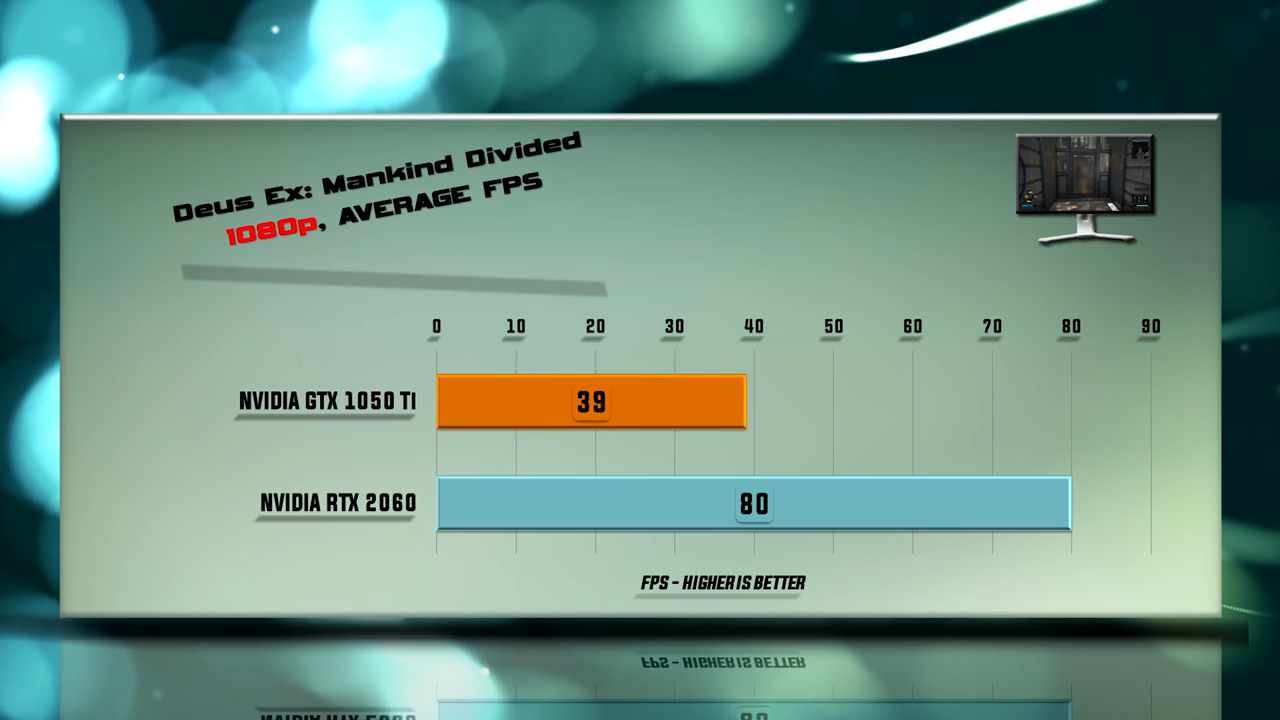 Deus Ex: Mankind Divided
1080p, AVERAGE FPS
0 10 20 30 40 50 60 70 80 90
NVIDIA GTX 1050 TI
39
NVIDIA RTX 2060
80
FPS - HIGHER IS BETTER